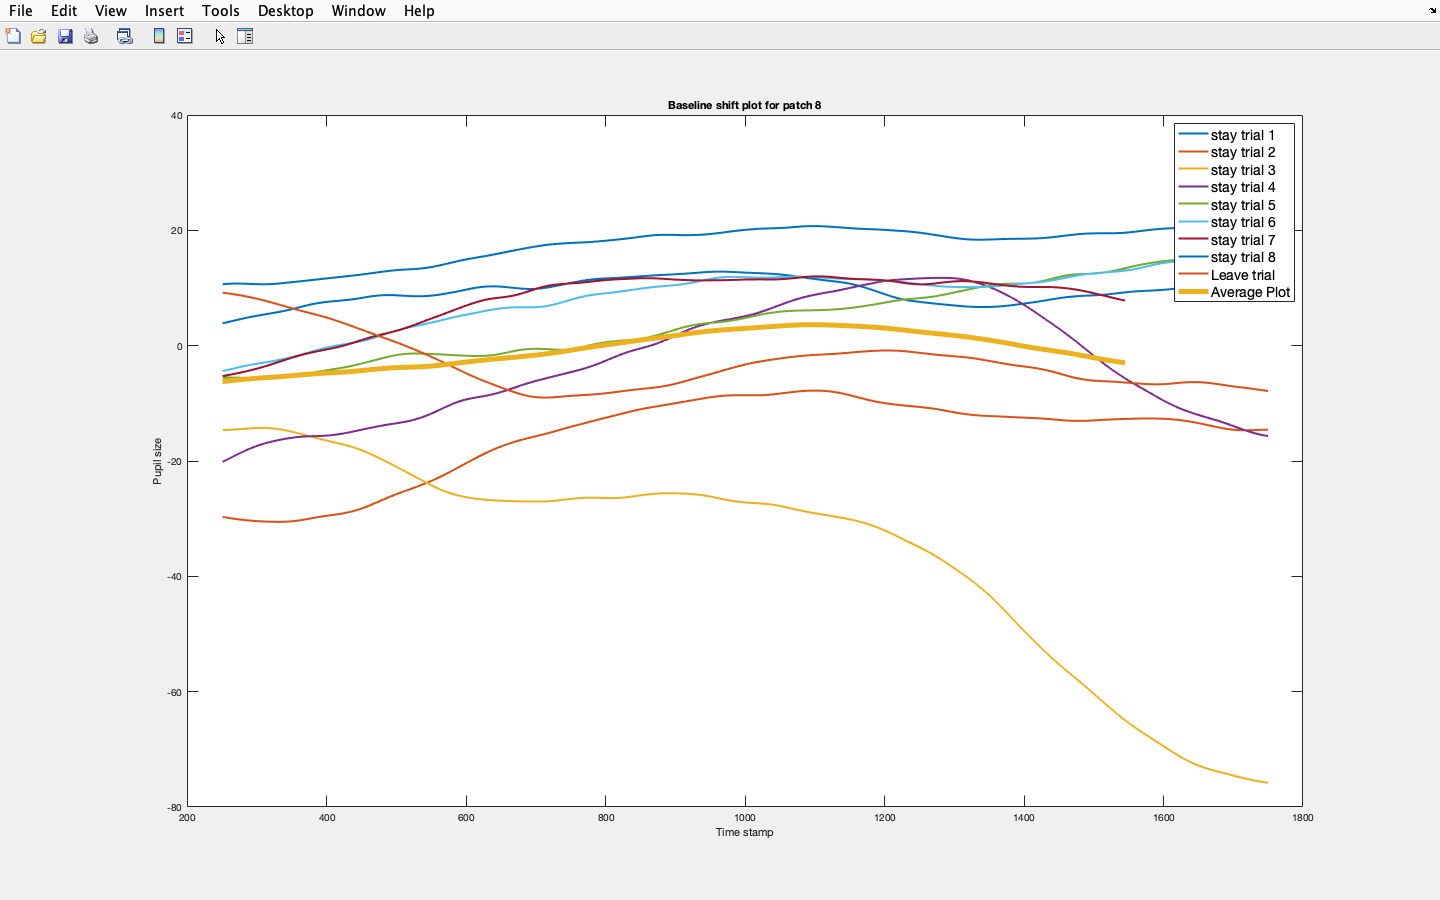 File Edit View Insert Tools Desktop Window Help
Baseline shift plot for patch 8
40
20
0
-20
-40
-60
-80
Pupil size
200 400 600 800 1000 1200 1400 1600 1800
Time stamp
stay trial 1
stay trial 2
stay trial 3
stay trial 4
stay trial 5
stay trial 6
stay trial 7
stay trial 8
Leave trial
Average Plot